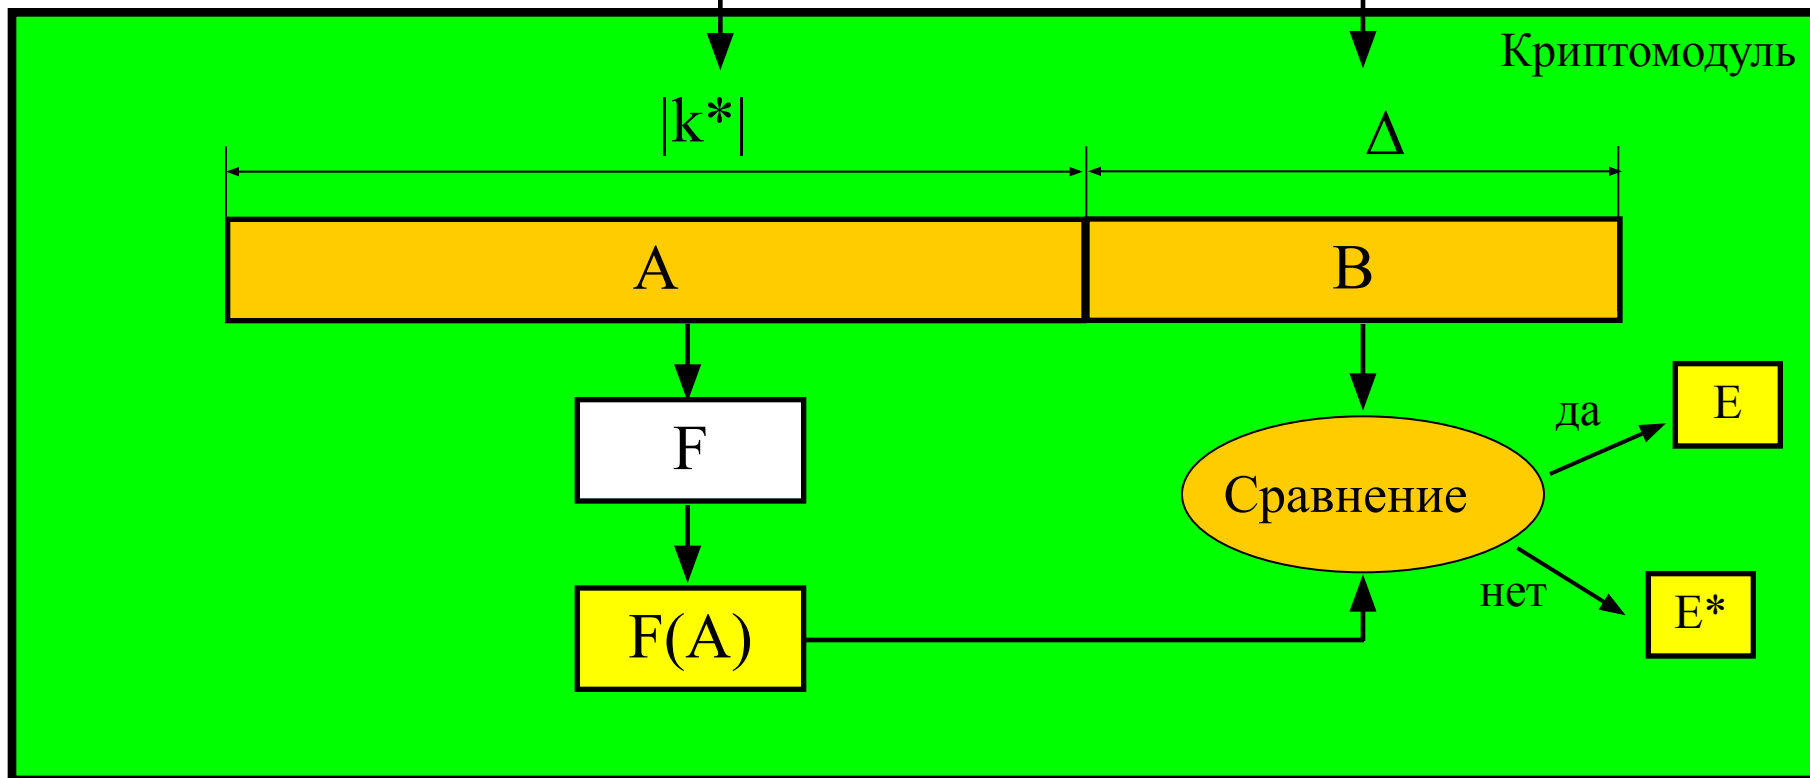 Криптомодуль
|k*|
Δ
A
B
F
да
E
Сравнение
нет
E*
F(A)